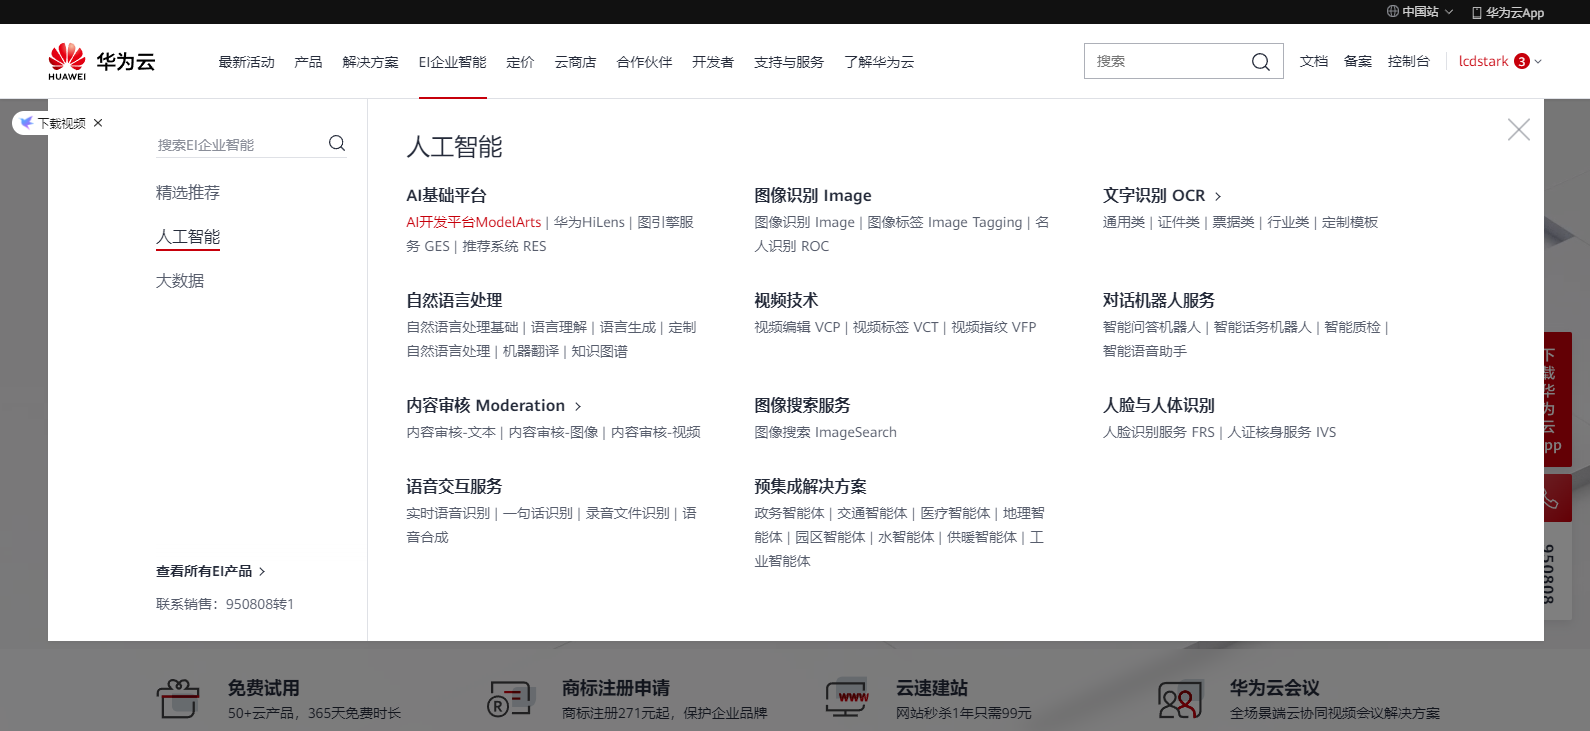 中国站 华为云App
HUAWEI 华为云 最新活动 产品 解决方案 EI企业智能 定价 云商店 合作伙伴 开发者 支持与服务 了解华为云 搜索 文档 备案 控制台 lcdstark 3
下载视频
搜索EI企业智能
精选推荐
人工智能
大数据
查看所有EI产品
联系销售：950808转1
人工智能
AI基础平台
AI开发平台ModelArts | 华为HiLens | 图引擎服
务 GES | 推荐系统 RES
图像识别 Image
图像识别 Image | 图像标签 Image Tagging | 名
人识别 ROC
文字识别 OCR
通用类 | 证件类 | 票据类 | 行业类 | 定制模板
自然语言处理
自然语言处理基础 | 语言理解 | 语言生成 | 定制
自然语言处理 | 机器翻译 | 知识图谱
视频技术
视频编辑 VCP | 视频标签 VCT | 视频指纹 VFP
对话机器人服务
智能问答机器人 | 智能话务机器人 | 智能质检 |
智能语音助手
内容审核 Moderation
内容审核-文本 | 内容审核-图像 | 内容审核-视频
图像搜索服务
图像搜索 ImageSearch
人脸与人体识别
人脸识别服务 FRS | 人证核身服务 IVS
语音交互服务
实时语音识别 | 一句话识别 | 录音文件识别 | 语
音合成
预集成解决方案
政务智能体 | 交通智能体 | 医疗智能体 | 地理智
能体 | 园区智能体 | 水智能体 | 供暖智能体 | 工
业智能体
下载华为云App
950808
免费试用
50+云产品，365天免费时长
商标注册申请
商标注册271元起，保护企业品牌
WWW
云速建站
网站秒杀1年只需99元
华为云会议
全场景端云协同视频会议解决方案